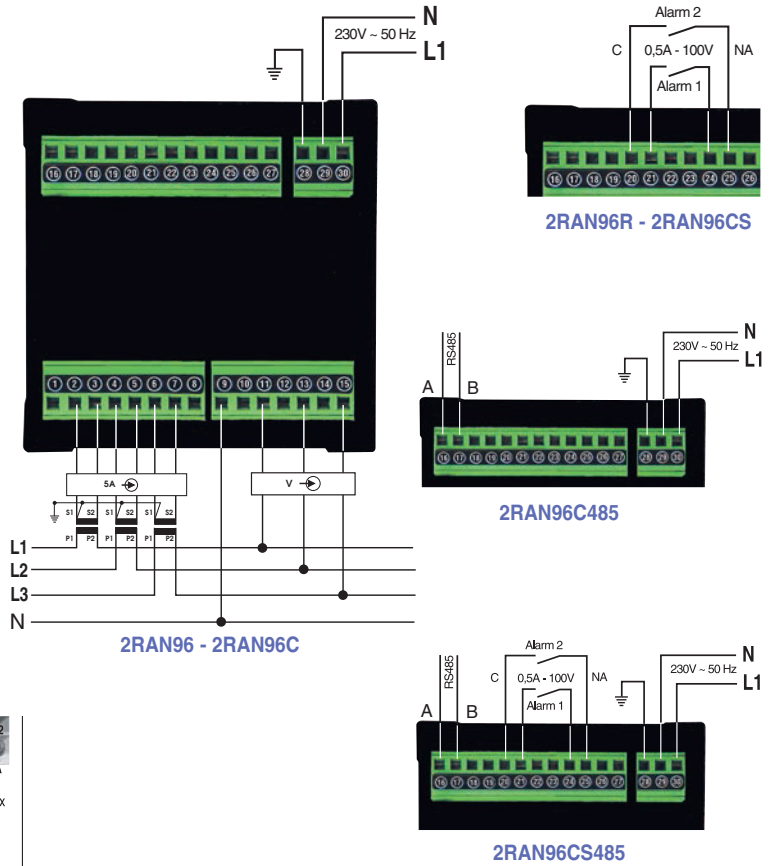 N
230V ~ 50 Hz
L1
16 17 18 19 20 21 22 23 24 25 26 27 28 29 30
1 2 3 4 5 6 7 8 9 10 11 12 13 14 15
5A
V
S1 S2 S1 S2 S1 S2
P1 P2 P1 P2 P1 P2
L1
L2
L3
N
2RAN96 - 2RAN96C
Alarm 2
C 0,5A - 100V NA
Alarm 1
16 17 18 19 20 21 22 23 24 25 26
2RAN96R - 2RAN96CS
RS485
A B
N
230V ~ 50 Hz
L1
16 17 18 19 20 21 22 23 24 25 26 27 28 29 30
2RAN96C485
RS485
A B
Alarm 2
C 0,5A - 100V NA
Alarm 1
N
230V ~ 50 Hz
L1
16 17 18 19 20 21 22 23 24 25 26 27 28 29 30
2RAN96CS485
2
X